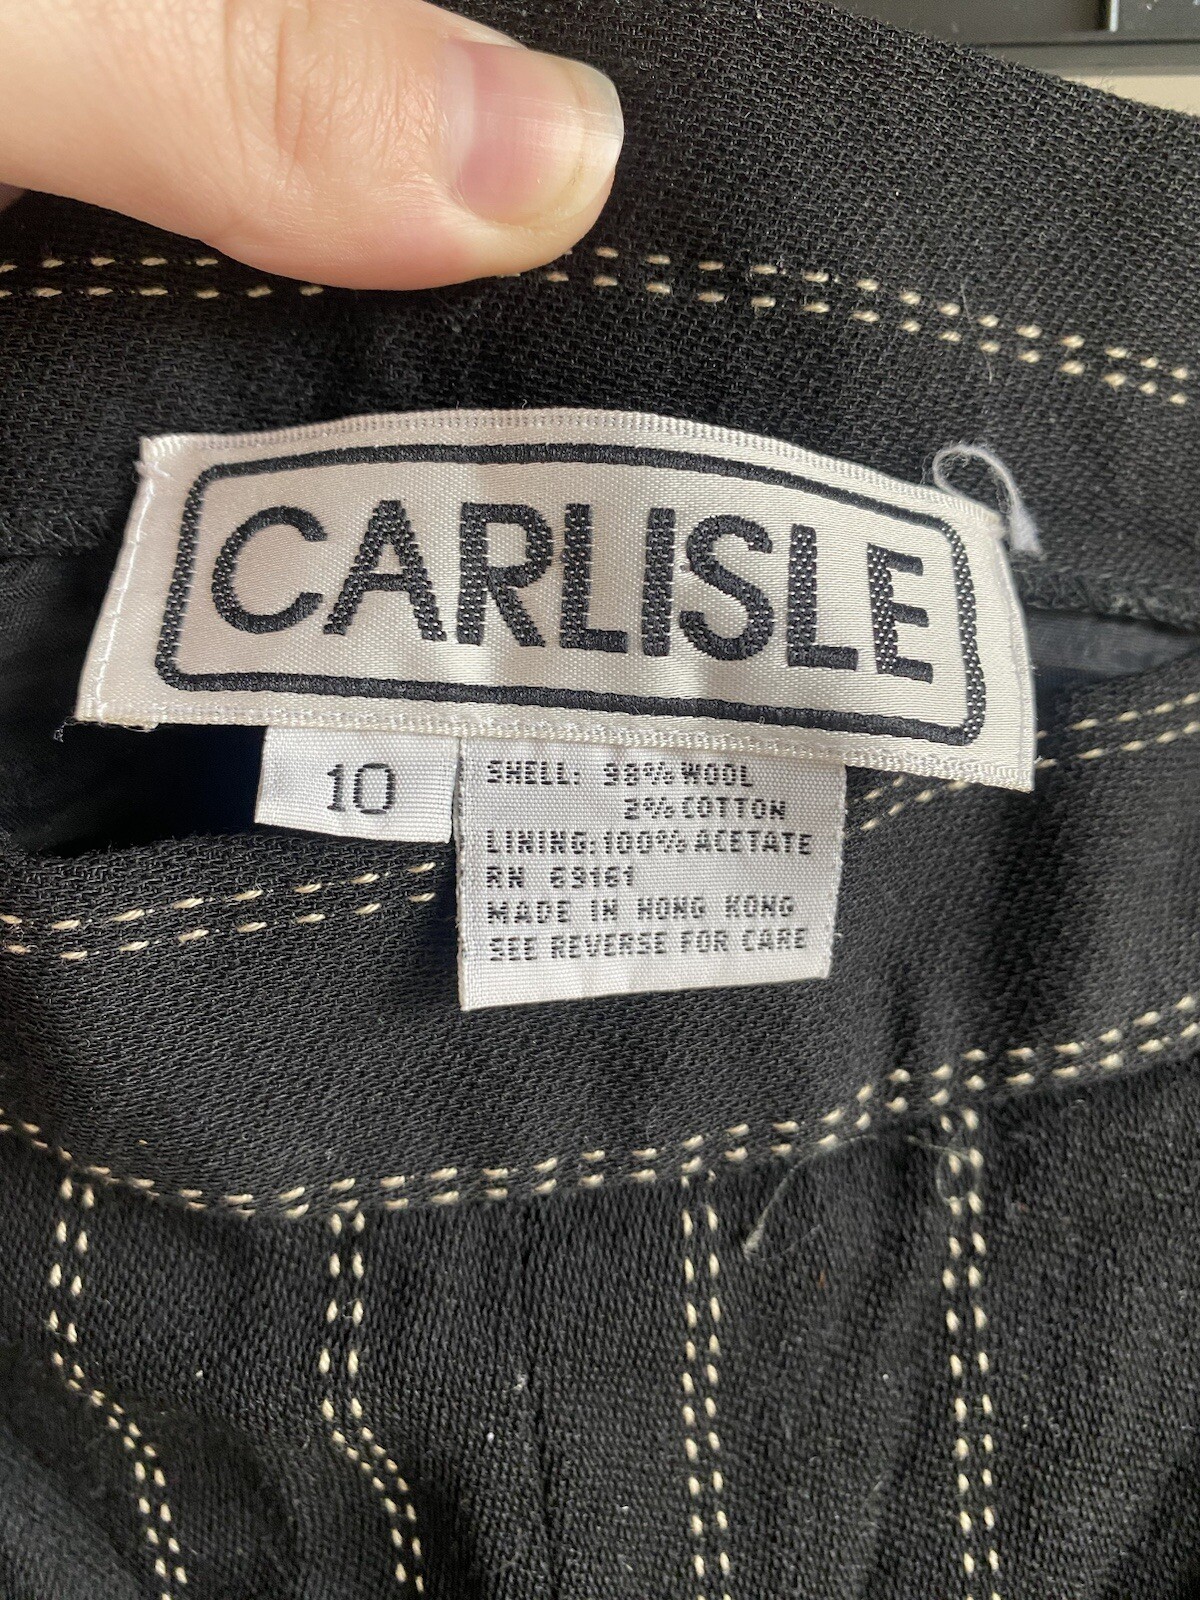 CARLISLE
10
SHELL: 98% WOOL
2% COTTON
LINING: 100% ACETATE
RN 69161
MADE IN HONG KONG
SEE REVERSE FOR CARE